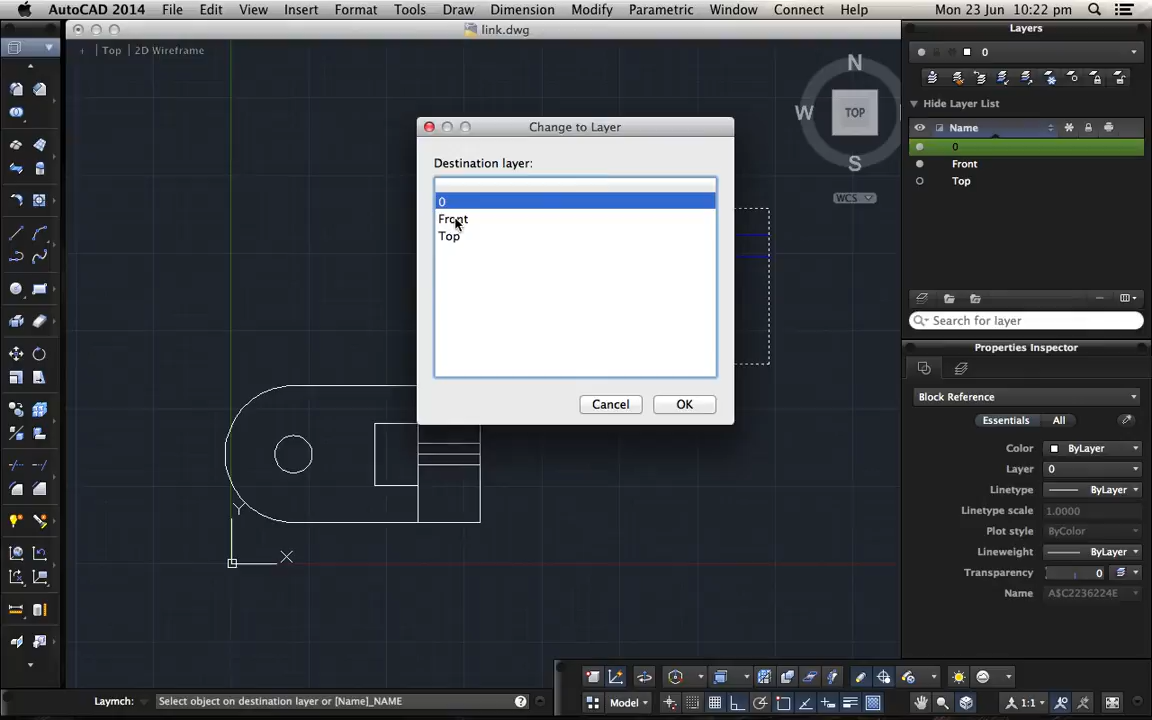 AutoCAD 2014 File Edit View Insert Format Tools Draw Dimension Modify Parametric Window Connect Help Mon 23 Jun 10:22 pm
link.dwg
Top | 2D Wireframe
Layers
0
Hide Layer List
Name
0
Front
Top
N
W TOP
S
WCS
Change to Layer
Destination layer:
0
Front
Top
Cancel OK
Y
X
Search for layer
Properties Inspector
Block Reference
Essentials All
Color ByLayer
Layer 0
Linetype ByLayer
Linetype scale 1.0000
Plot style ByColor
Lineweight ByLayer
Transparency 0
Name A$C2236224E
Laymch: Select object on destination layer or [Name]_NAME
Model
1:1